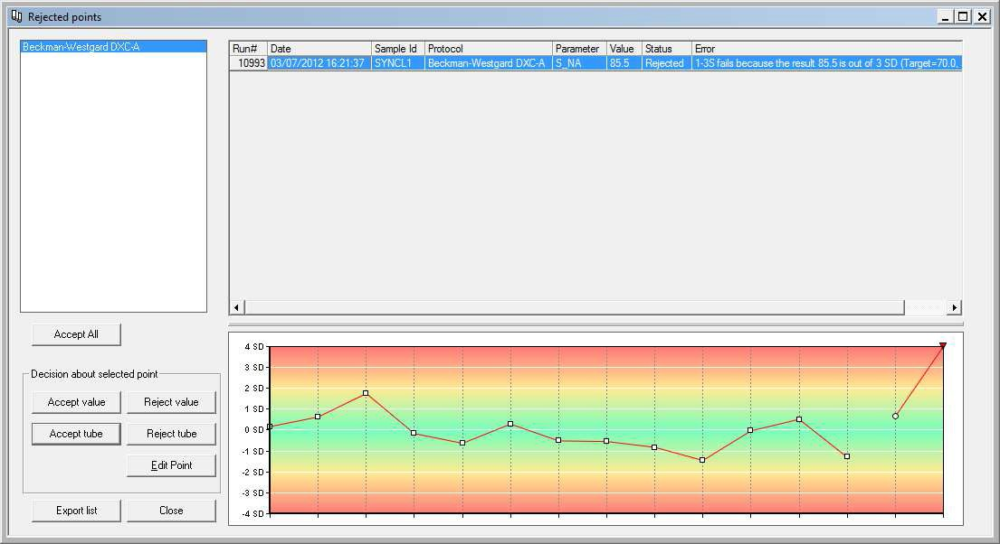 Rejected points
Beckman-Westgard DXC-A
Run# Date Sample Id Protocol Parameter Value Status Error
10993 03/07/2012 16:21:37 SYNCL1 Beckman-Westgard DXC-A S_NA 85.5 Rejected 1-3S fails because the result 85.5 is out of 3 SD (Target=70.0,
Accept All
Decision about selected point
Accept value Reject value
Accept tube Reject tube
Edit Point
Export list Close
4 SD
3 SD
2 SD
1 SD
0 SD
-1 SD
-2 SD
-3 SD
-4 SD